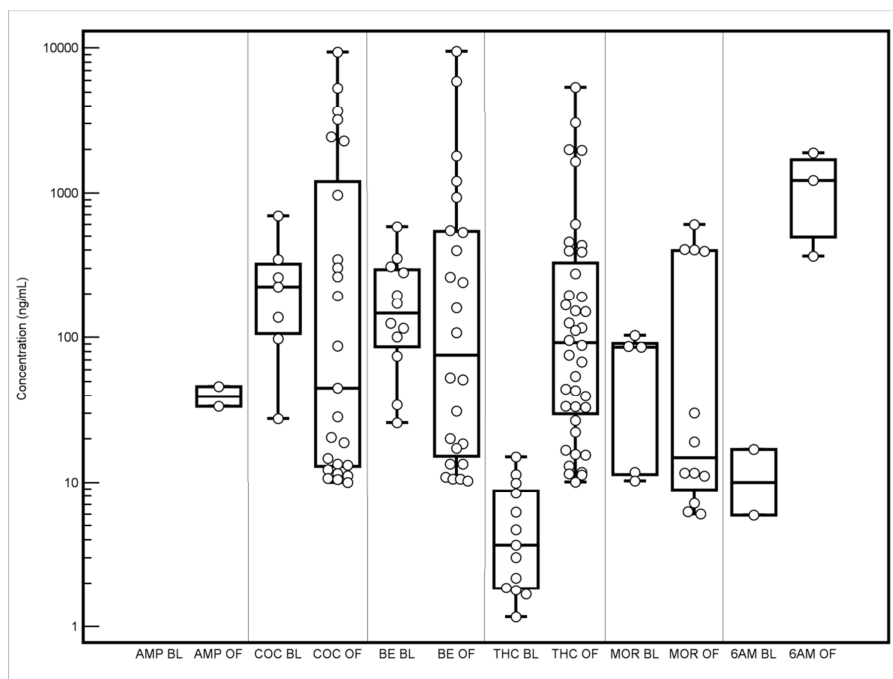 10000
1000
100
10
1
Concentration (ng/mL)
AMP BL AMP OF COC BL COC OF BE BL BE OF THC BL THC OF MOR BL MOR OF 6AM BL 6AM OF